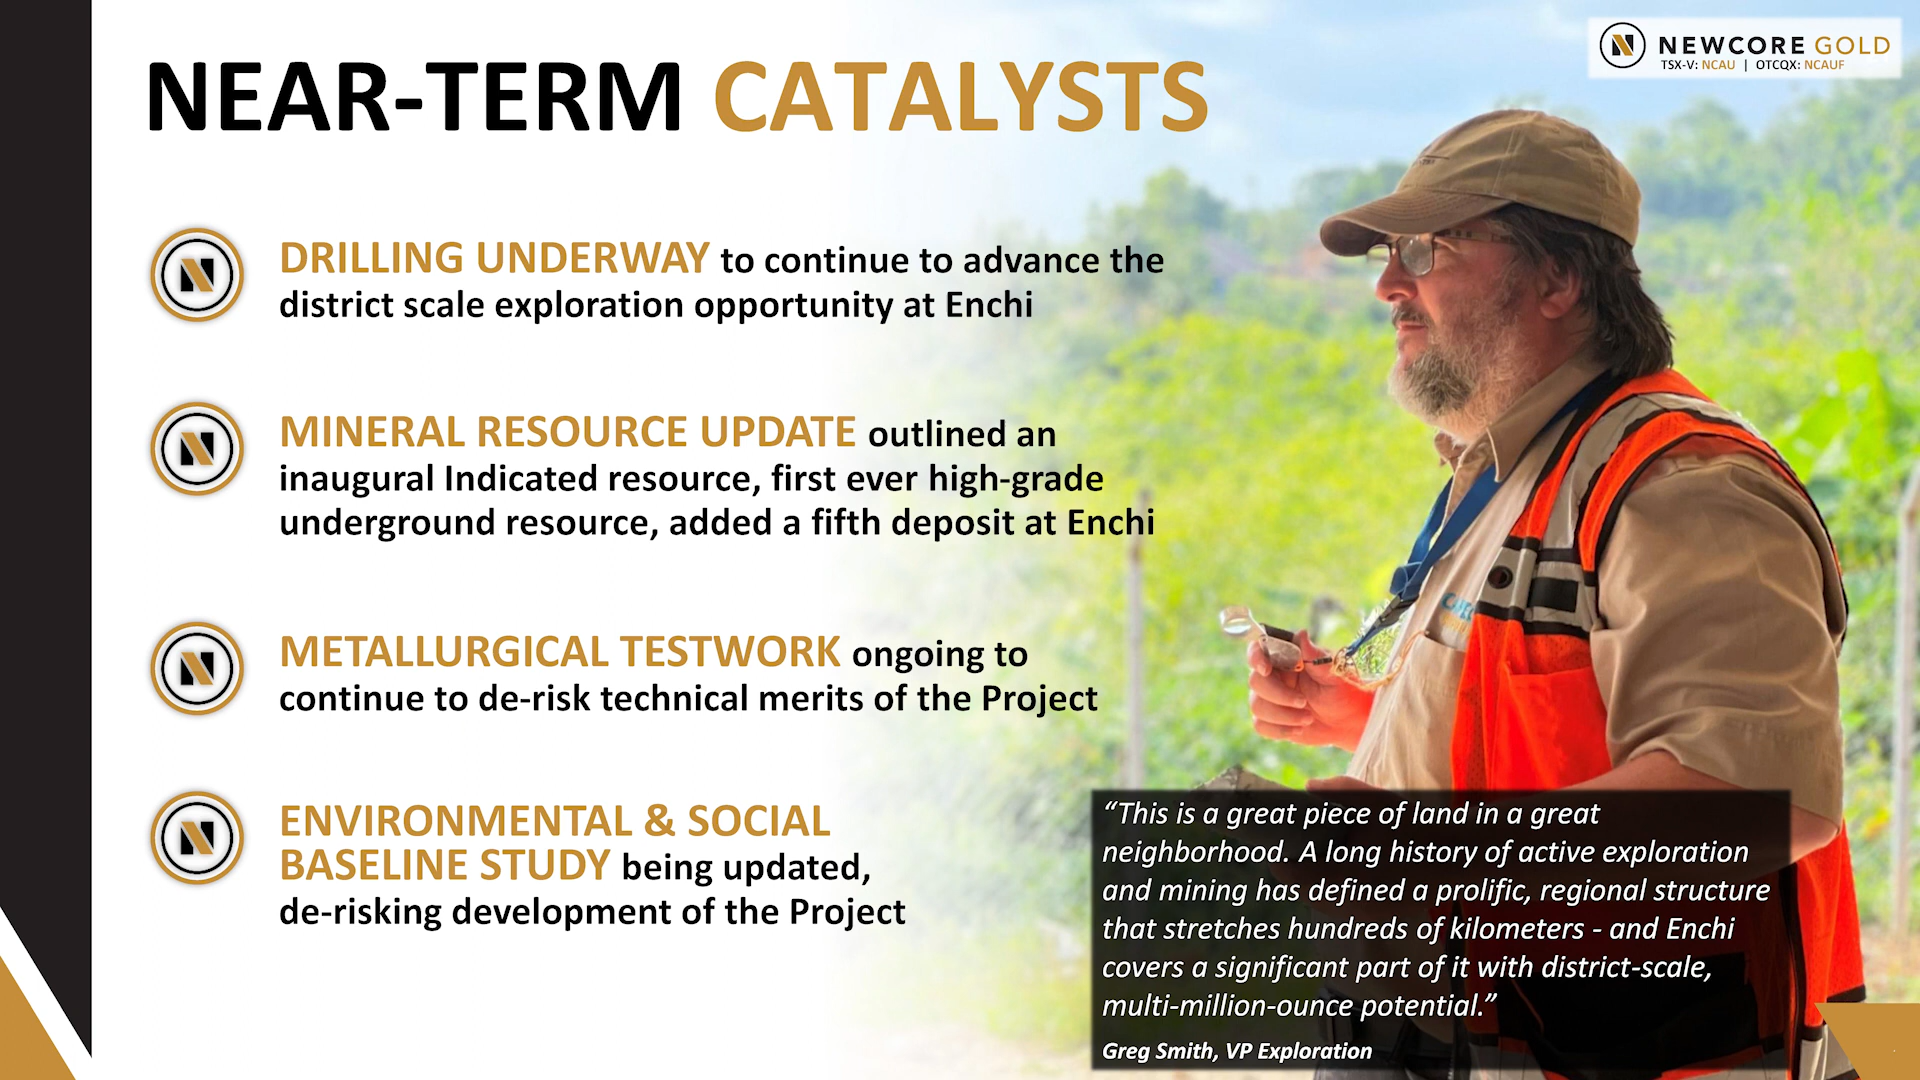 NEAR-TERM CATALYSTS
NEWCORE GOLD
TSX-V: NCAU | OTCQX: NCAUF
DRILLING UNDERWAY to continue to advance the
district scale exploration opportunity at Enchi
MINERAL RESOURCE UPDATE outlined an
inaugural Indicated resource, first ever high-grade
underground resource, added a fifth deposit at Enchi
METALLURGICAL TESTWORK ongoing to
continue to de-risk technical merits of the Project
ENVIRONMENTAL & SOCIAL
BASELINE STUDY being updated,
de-risking development of the Project
“This is a great piece of land in a great
neighborhood. A long history of active exploration
and mining has defined a prolific, regional structure
that stretches hundreds of kilometers - and Enchi
covers a significant part of it with district-scale,
multi-million-ounce potential.”
Greg Smith, VP Exploration